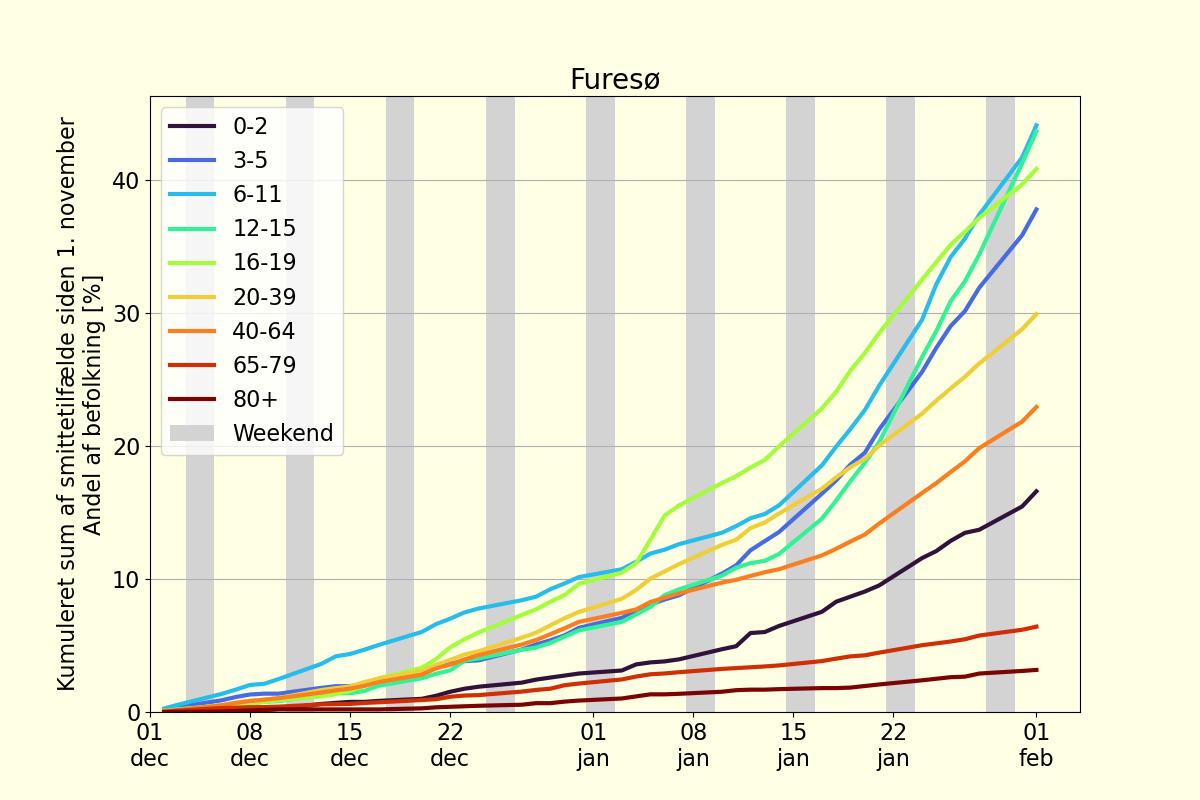 Furesø
Kumuleret sum af smittetilfælde siden 1. november
Andel af befolkning [%]
0-2
3-5
6-11
12-15
16-19
20-39
40-64
65-79
80+
Weekend
40
30
20
10
0
01 dec
08 dec
15 dec
22 dec
01 jan
08 jan
15 jan
22 jan
01 feb